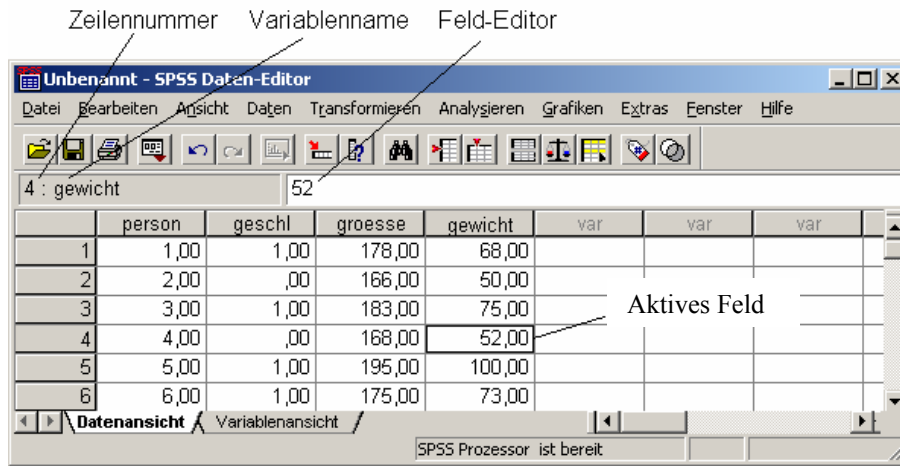 Zeilennummer Variablenname Feld-Editor
Unbenannt - SPSS Daten-Editor
Datei Bearbeiten Ansicht Daten Transformieren Analysieren Grafiken Extras Fenster Hilfe
4 : gewicht 52
person geschl groesse gewicht var var var
1 1,00 1,00 178,00 68,00
2 2,00 ,00 166,00 50,00
3 3,00 1,00 183,00 75,00 Aktives Feld
4 4,00 ,00 168,00 52,00
5 5,00 1,00 195,00 100,00
6 6,00 1,00 175,00 73,00
Datenansicht Variablenansicht
SPSS Prozessor ist bereit